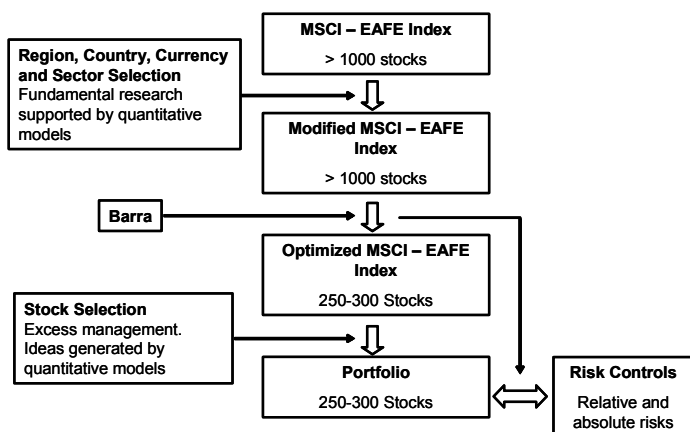 MSCI – EAFE Index
> 1000 stocks
Region, Country, Currency
and Sector Selection
Fundamental research
supported by quantitative
models
Modified MSCI – EAFE
Index
> 1000 stocks
Barra
Optimized MSCI – EAFE
Index
250-300 Stocks
Stock Selection
Excess management.
Ideas generated by
quantitative models
Portfolio
250-300 Stocks
Risk Controls
Relative and
absolute risks